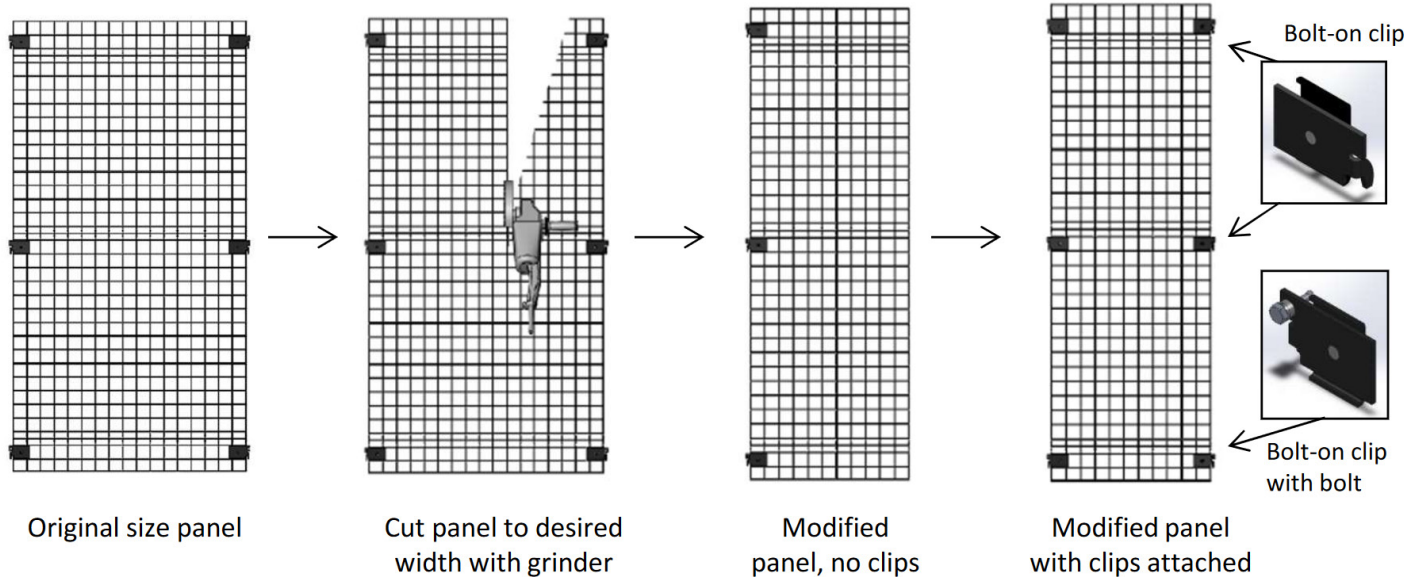 Bolt-on clip
Bolt-on clip
with bolt
Original size panel
Cut panel to desired
width with grinder
Modified
panel, no clips
Modified panel
with clips attached